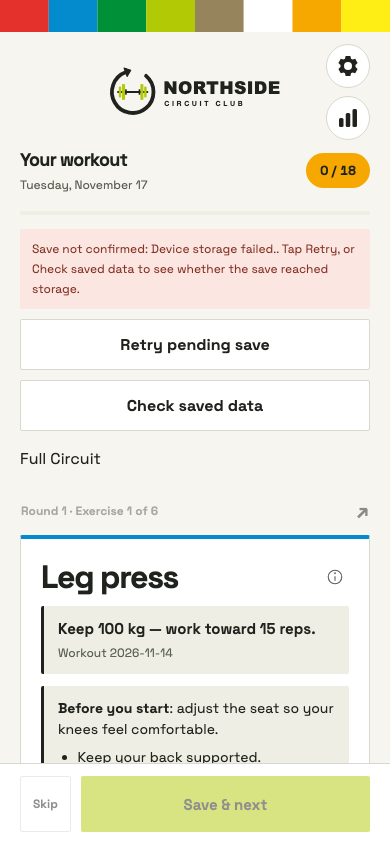 NORTHSIDE
CIRCUIT CLUB
Your workout
Tuesday, November 17
0 / 18
Save not confirmed: Device storage failed.. Tap Retry, or
Check saved data to see whether the save reached
storage.
Retry pending save
Check saved data
Full Circuit
Round 1 · Exercise 1 of 6
Leg press
Keep 100 kg — work toward 15 reps.
Workout 2026-11-14
Before you start: adjust the seat so your
knees feel comfortable.
• Keep your back supported.
Skip
Save & next